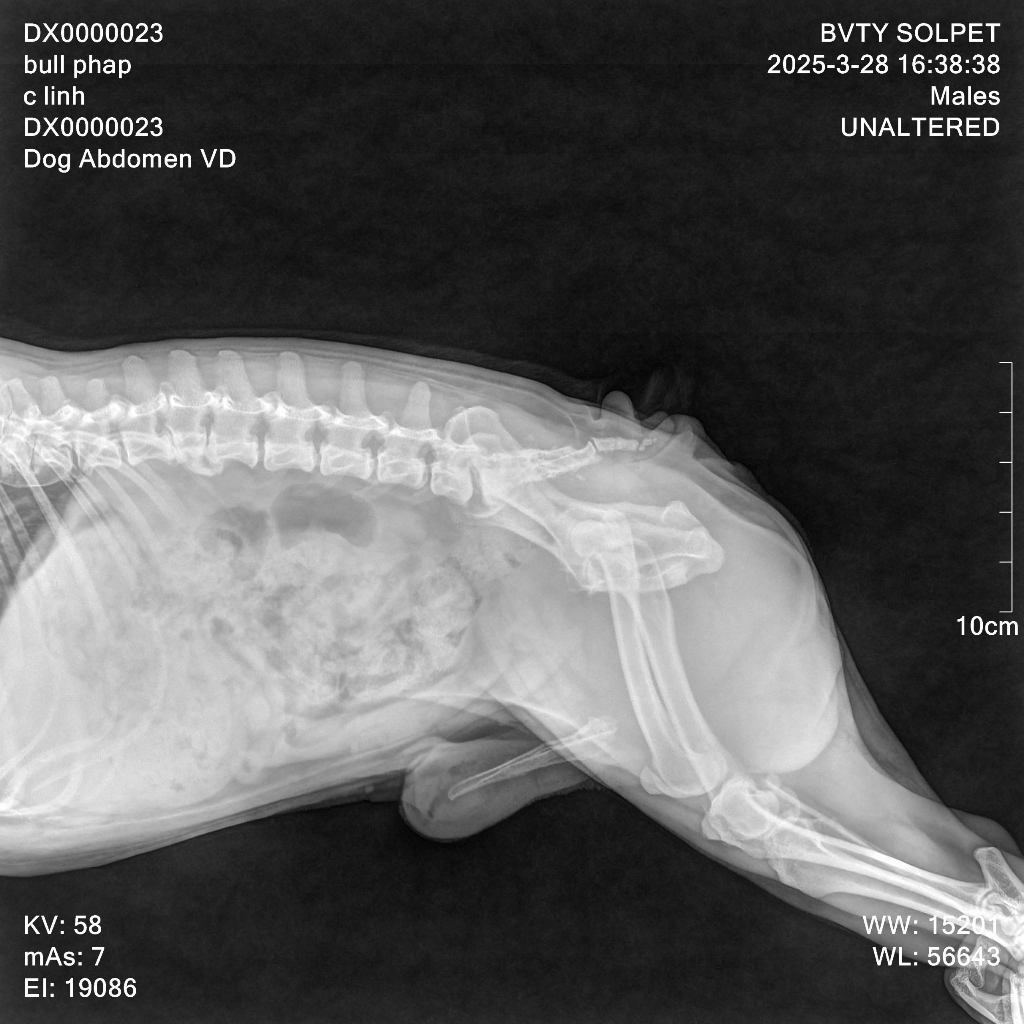 DX0000023
bull phap
c linh
DX0000023
Dog Abdomen VD
BVTY SOLPET
2025-3-28 16:38:38
Males
UNALTERED
10cm
KV: 58
mAs: 7
EI: 19086
WW: 15201
WL: 56643